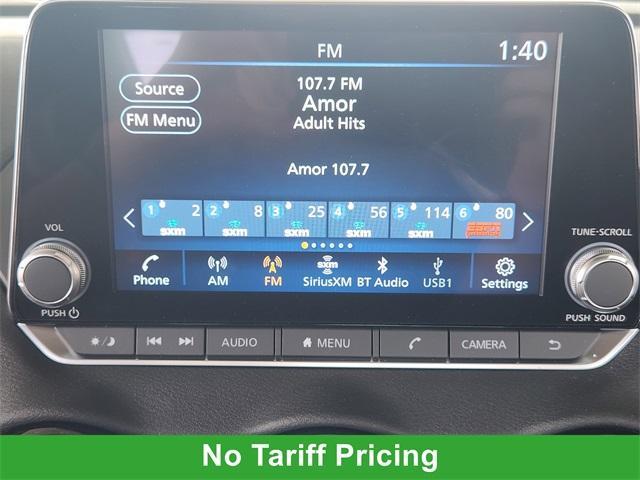 FM
1:40
Source
FM Menu
107.7 FM
Amor
Adult Hits
Amor 107.7
1 2 2 8 3 25 4 56 5 114 6 80
sxm sxm sxm sxm sxm ESPN
Phone AM FM SiriusXM BT Audio USB1 Settings
sxm
VOL
PUSH
TUNE-SCROLL
PUSH SOUND
AUDIO MENU CAMERA
No Tariff Pricing